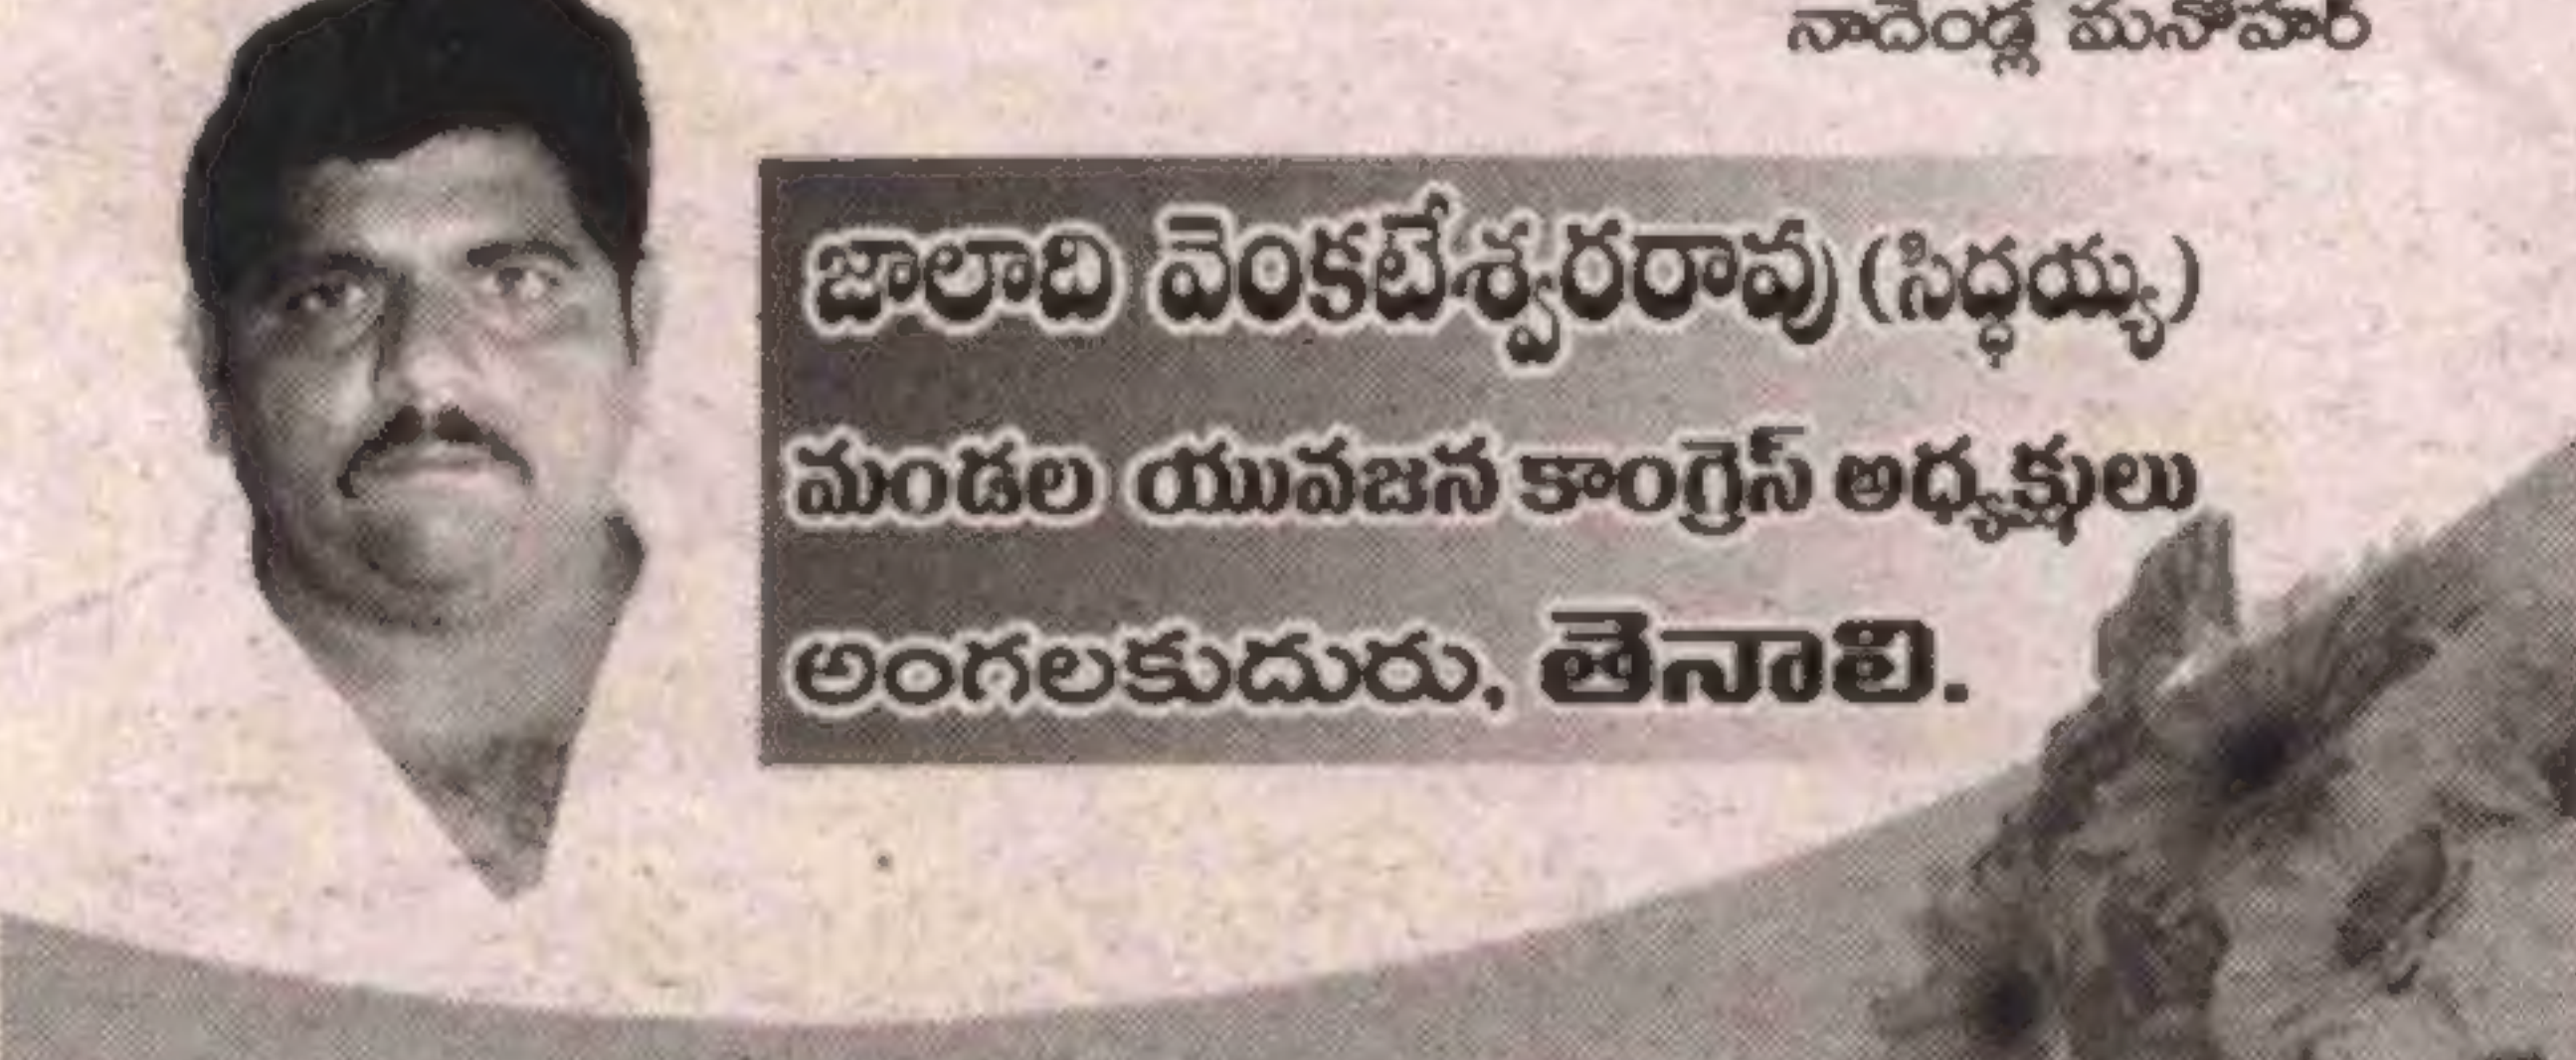 నాదెండ్ల మనోహర్
జాలాది వెంకటేశ్వరరావు (సిద్ధయ్య)
మండల యువజన కాంగ్రెస్ అధ్యక్షులు
అంగలకుదురు, తెనాలి.